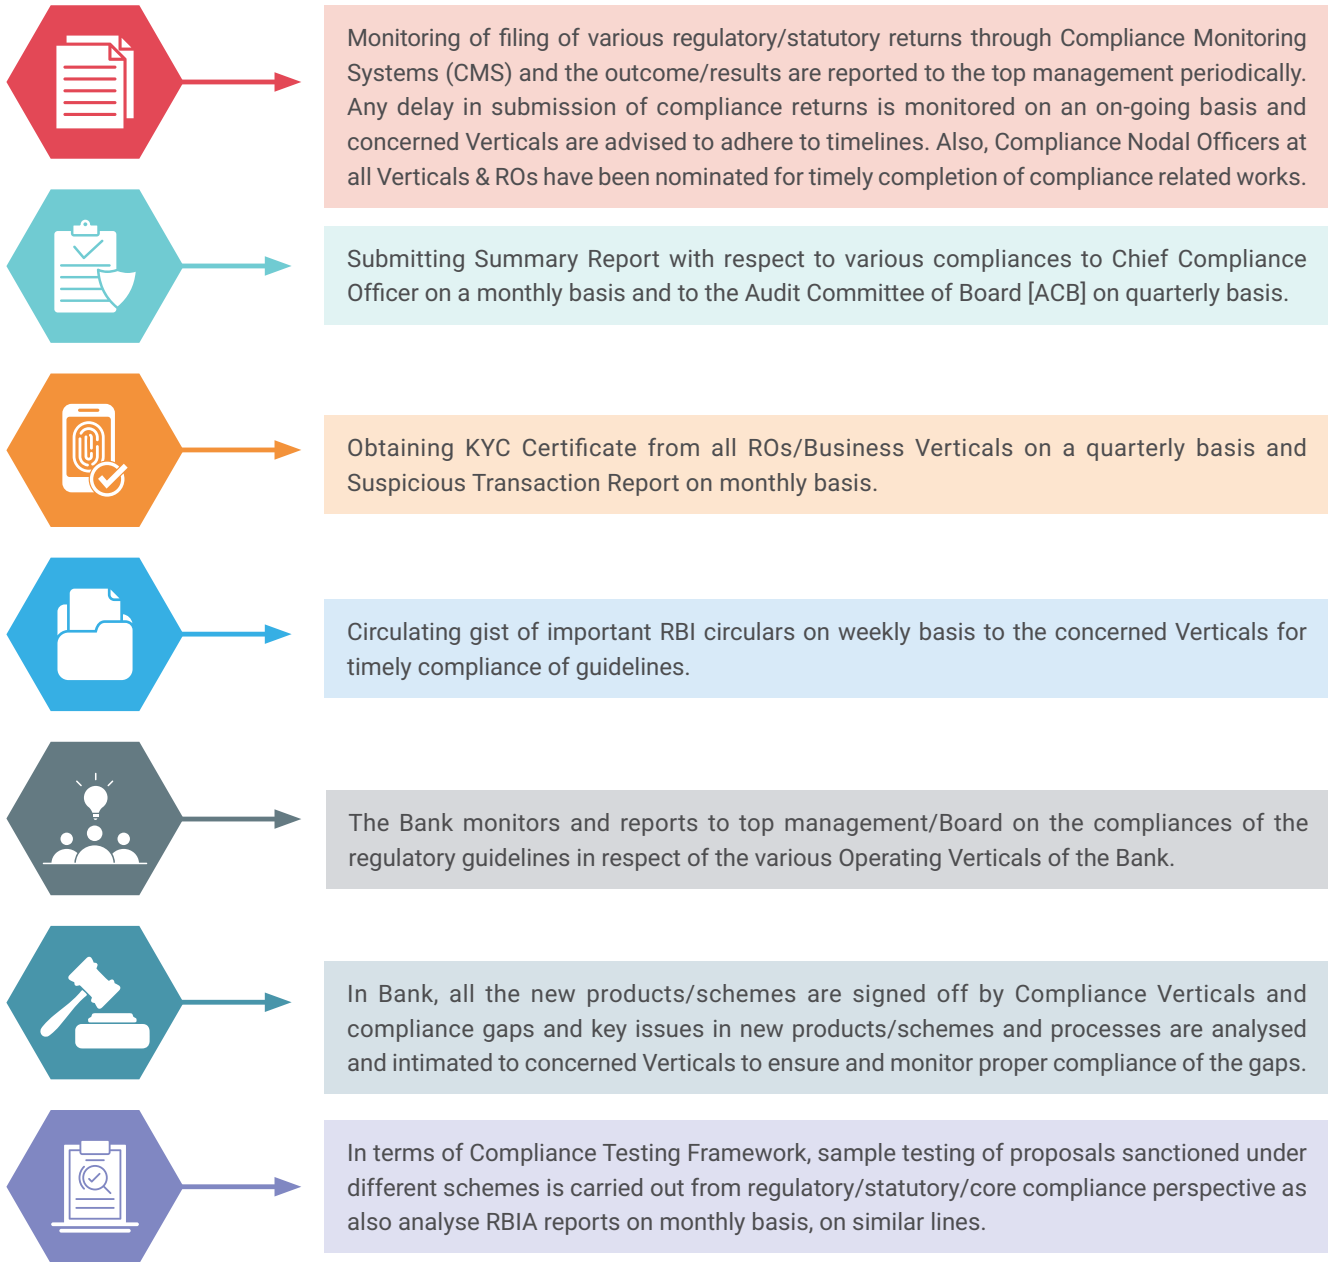 Monitoring of filing of various regulatory/statutory returns through Compliance Monitoring
Systems (CMS) and the outcome/results are reported to the top management periodically.
Any delay in submission of compliance returns is monitored on an on-going basis and
concerned Verticals are advised to adhere to timelines. Also, Compliance Nodal Officers at
all Verticals & ROs have been nominated for timely completion of compliance related works.
Submitting Summary Report with respect to various compliances to Chief Compliance
Officer on a monthly basis and to the Audit Committee of Board [ACB] on quarterly basis.
Obtaining KYC Certificate from all ROs/Business Verticals on a quarterly basis and
Suspicious Transaction Report on monthly basis.
Circulating gist of important RBI circulars on weekly basis to the concerned Verticals for
timely compliance of guidelines.
The Bank monitors and reports to top management/Board on the compliances of the
regulatory guidelines in respect of the various Operating Verticals of the Bank.
In Bank, all the new products/schemes are signed off by Compliance Verticals and
compliance gaps and key issues in new products/schemes and processes are analysed
and intimated to concerned Verticals to ensure and monitor proper compliance of the gaps.
In terms of Compliance Testing Framework, sample testing of proposals sanctioned under
different schemes is carried out from regulatory/statutory/core compliance perspective as
also analyse RBIA reports on monthly basis, on similar lines.